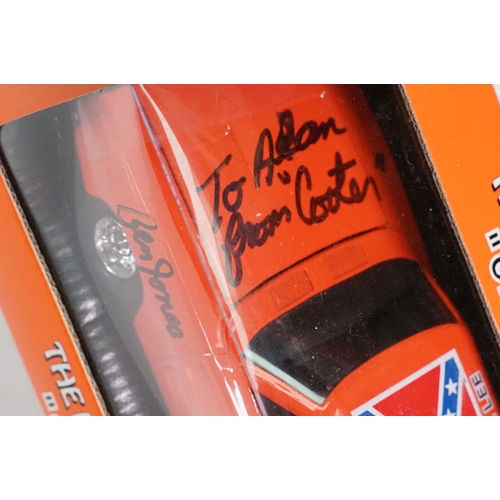 To Adam
from "Cooter"
Ben Jones
THE
LEE